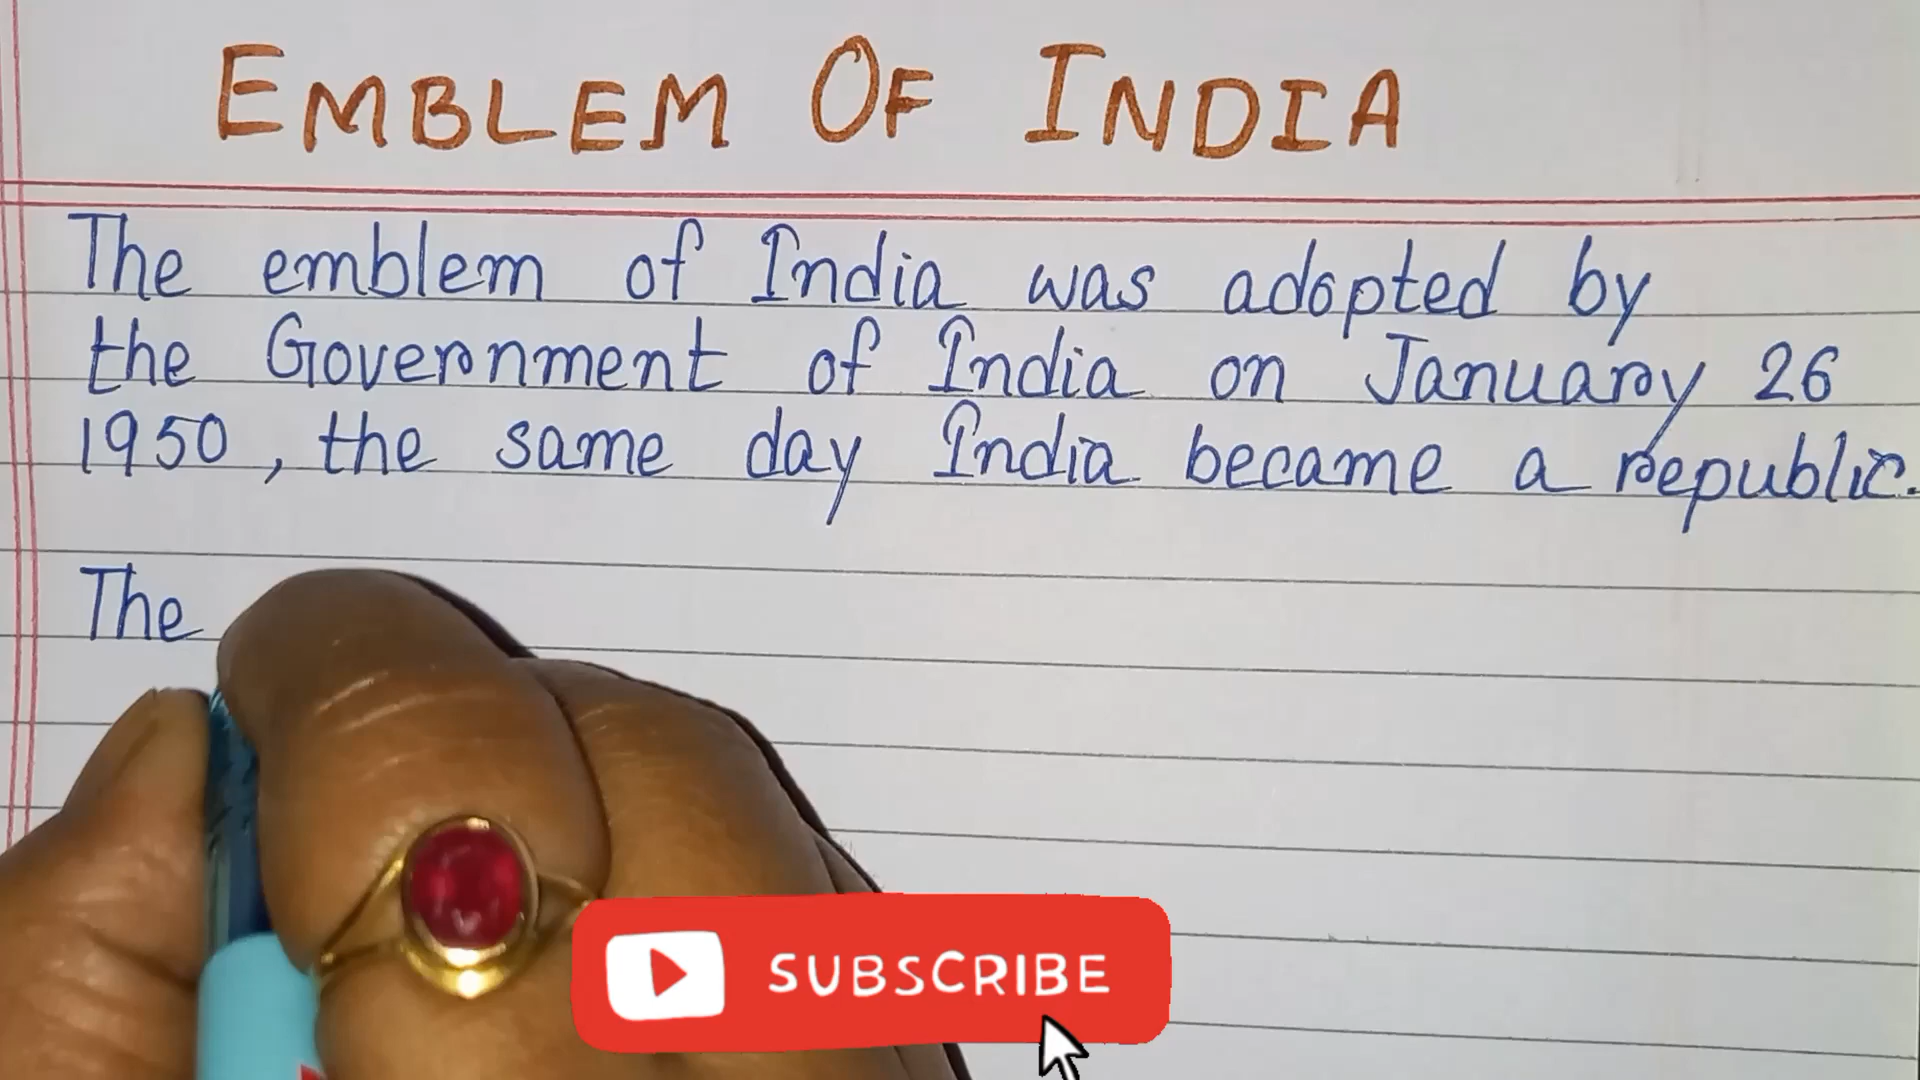 EMBLEM OF INDIA
The emblem of India was adopted by
the Government of India on January 26
1950, the same day India became a republic.
The
SUBSCRIBE